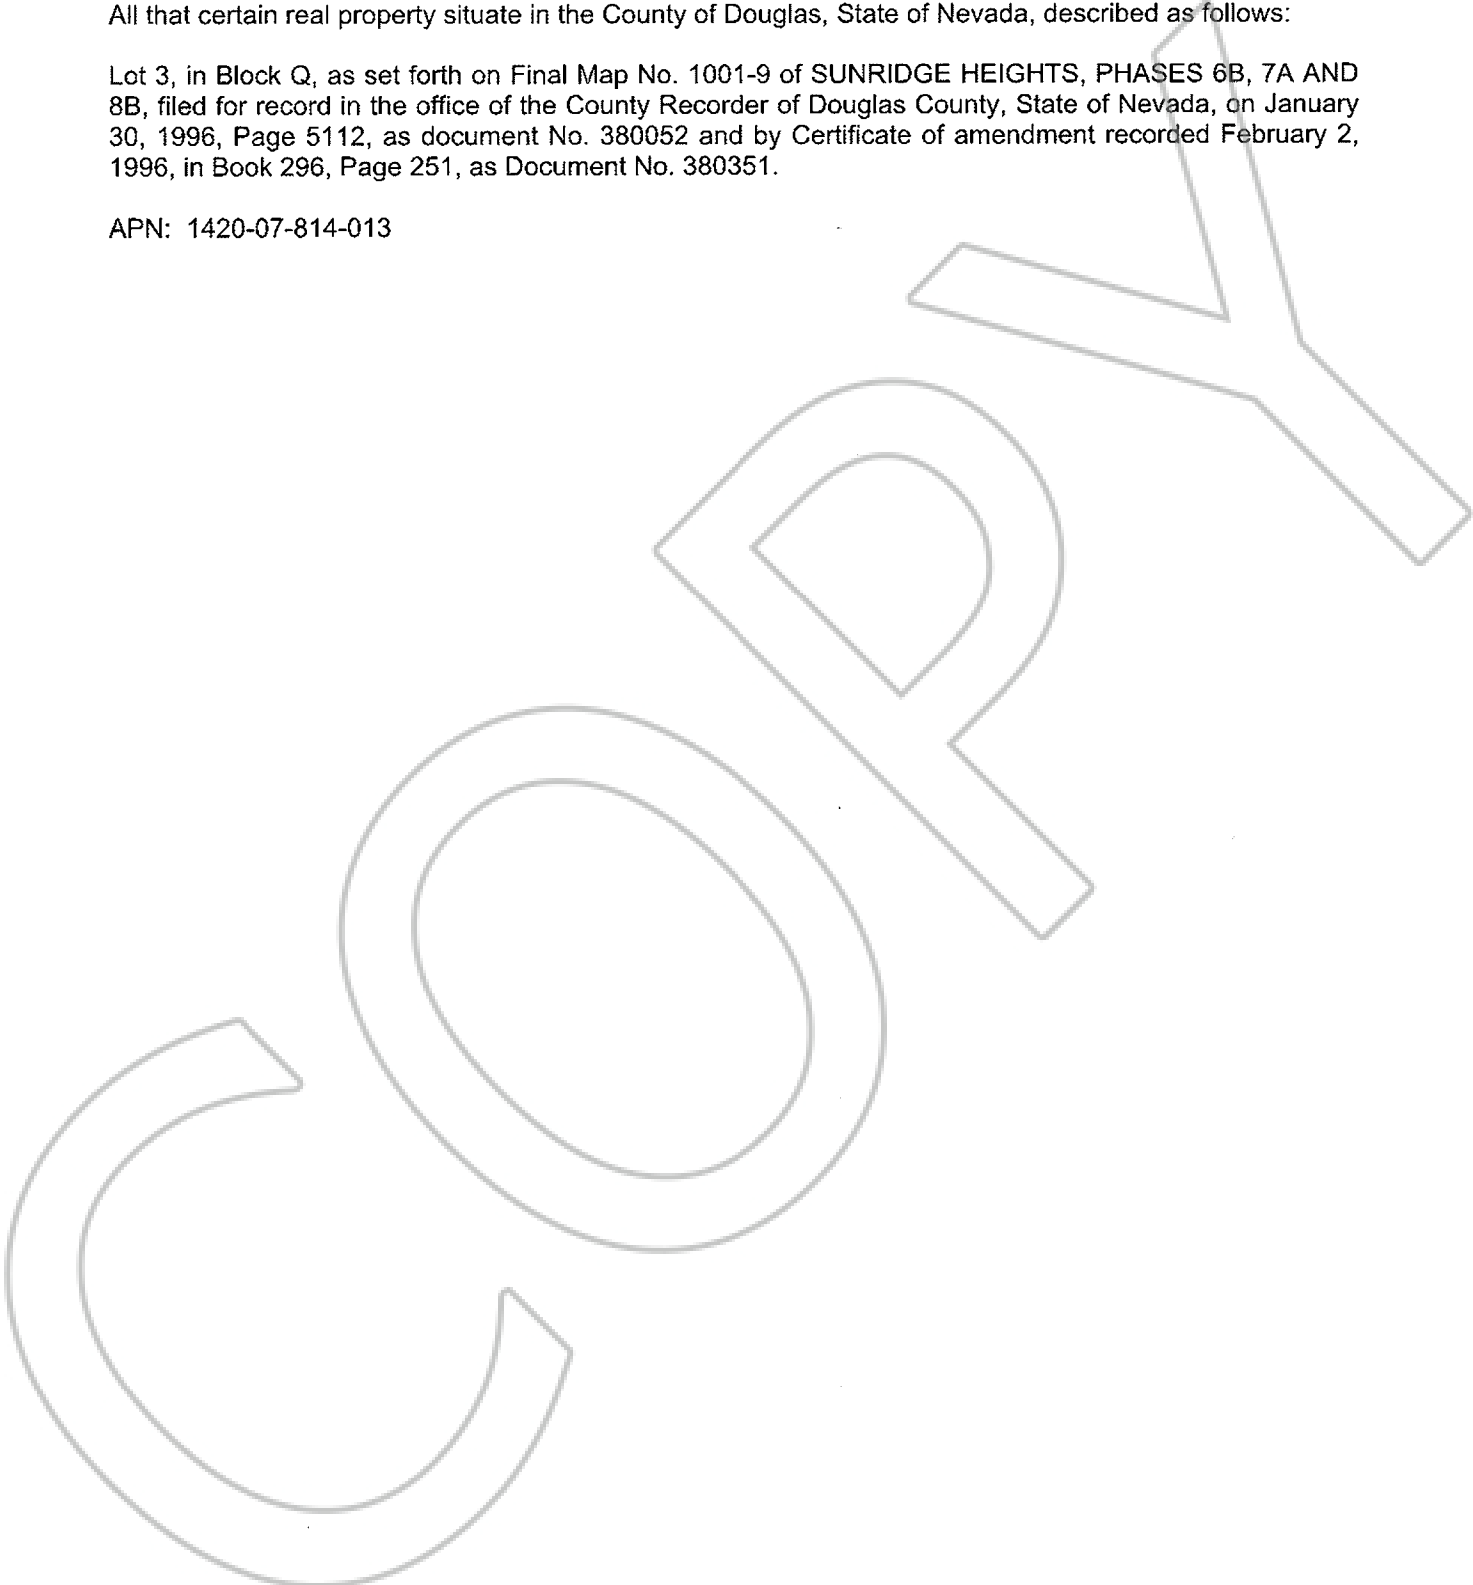 All that certain real property situate in the County of Douglas, State of Nevada, described as follows:
Lot 3, in Block Q, as set forth on Final Map No. 1001-9 of SUNRIDGE HEIGHTS, PHASES 6B, 7A AND
8B, filed for record in the office of the County Recorder of Douglas County, State of Nevada, on January
30, 1996, Page 5112, as document No. 380052 and by Certificate of amendment recorded February 2,
1996, in Book 296, Page 251, as Document No. 380351.
APN: 1420-07-814-013
COPY